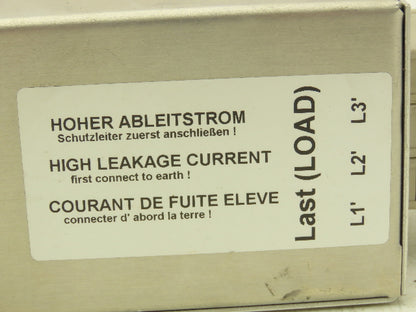 HOHER ABLEITSTROM
Schutzleiter zuerst anschließen !
HIGH LEAKAGE CURRENT
first connect to earth !
COURANT DE FUITE ELEVE
connecter d' abord la terre !
Last (LOAD)
L1' L2' L3'